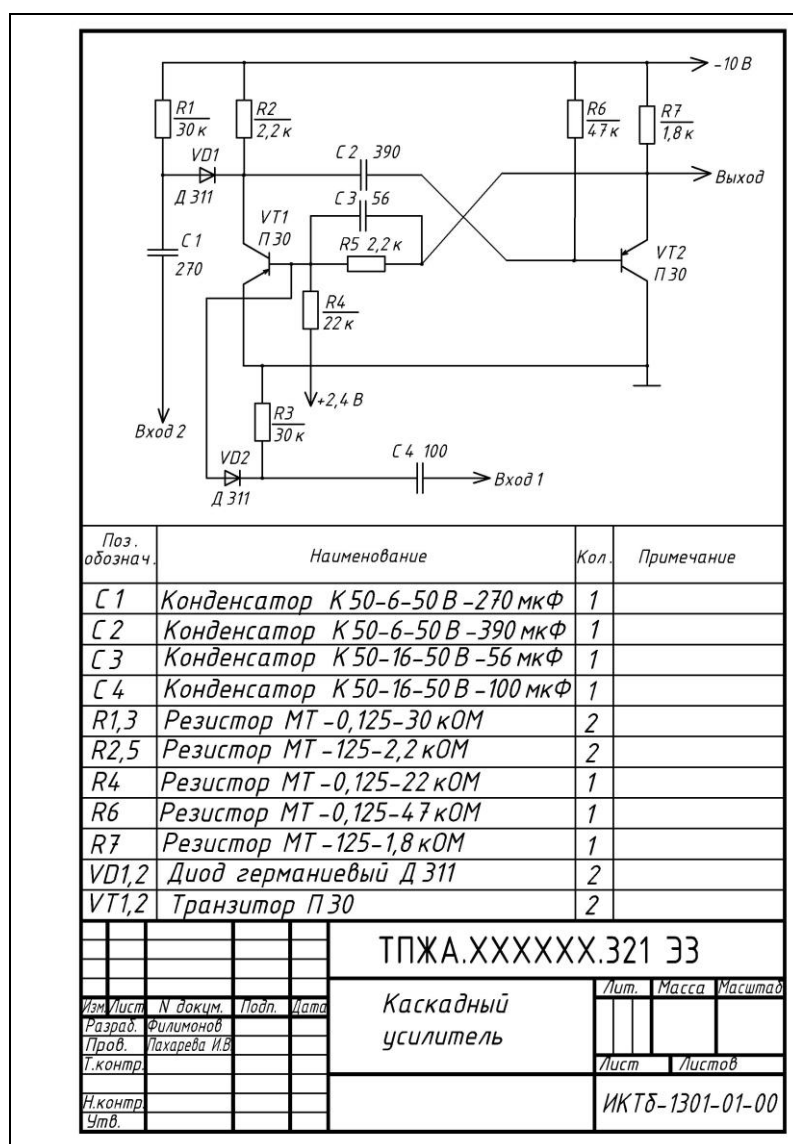 -10 В
R1
30 к
R2
2,2 к
R6
47 к
R7
1,8 к
VD1
Д 311
С 2 390
Выход
С 3 56
VT1
П 30
R5 2,2 к
VT2
П 30
С 1
270
R4
22 к
+2,4 В
Вход 2
R3
30 к
VD2
Д 311
С 4 100
Вход 1
Поз. обознач. Наименование Кол. Примечание
С 1 Конденсатор К 50-6-50 В -270 мкФ 1
С 2 Конденсатор К 50-6-50 В -390 мкФ 1
С 3 Конденсатор К 50-16-50 В -56 мкФ 1
С 4 Конденсатор К 50-16-50 В -100 мкФ 1
R1,3 Резистор МТ -0,125-30 кОМ 2
R2,5 Резистор МТ -125-2,2 кОМ 2
R4 Резистор МТ -0,125-22 кОМ 1
R6 Резистор МТ -0,125-47 кОМ 1
R7 Резистор МТ -125-1,8 кОМ 1
VD1,2 Диод германиевый Д 311 2
VT1,2 Транзитор П 30 2
ТПЖА.XXXXXX.321 ЭЗ
Изм. Лист N докум. Подп. Дата
Разраб. Филимонов
Пров. Пахарева И.В.
Т.контр.
Н.контр.
Утв.
Каскадный
усилитель
Лит. Масса Масштаб
Лист Листов
ИКТб-1301-01-00